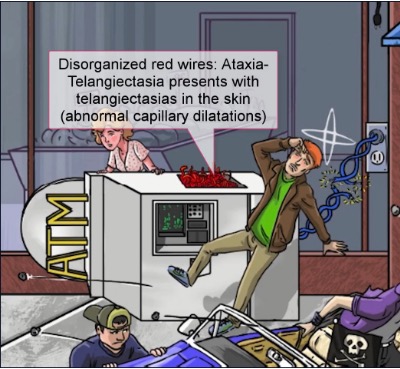 Disorganized red wires: Ataxia-
Telangiectasia presents with
telangiectasias in the skin
(abnormal capillary dilatations)
ATM